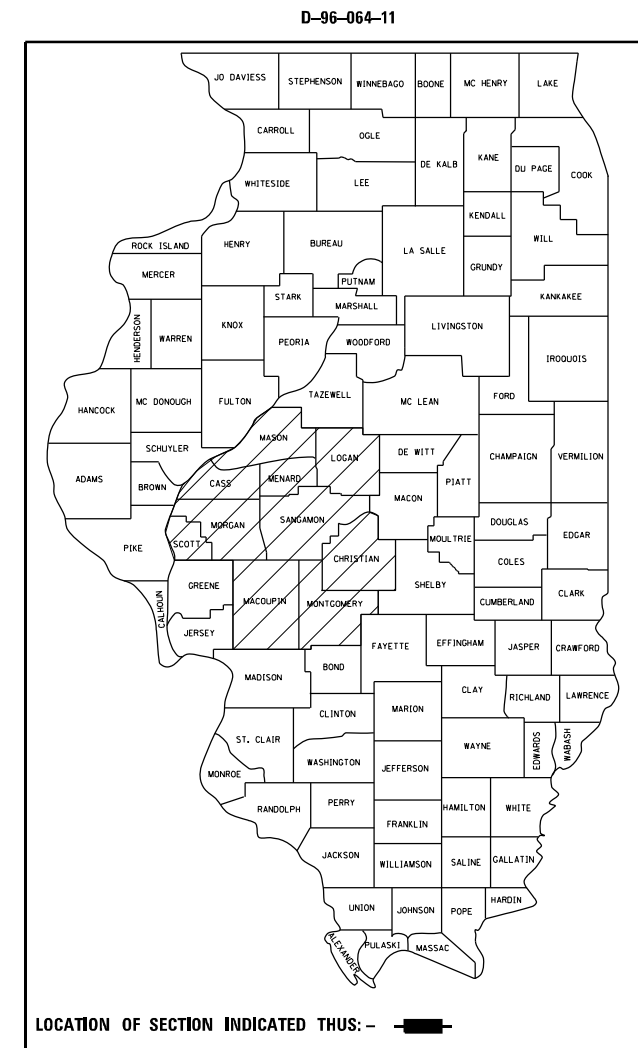 D-96-064-11
JO DAVIESS
STEPHENSON
WINNEBAGO
BOONE
MC HENRY
LAKE
CARROLL
OGLE
DE KALB
KANE
DU PAGE
COOK
WHITESIDE
LEE
KENDALL
WILL
ROCK ISLAND
HENRY
BUREAU
LA SALLE
GRUNDY
MERCER
PUTNAM
STARK
MARSHALL
KANKAKEE
HENDERSON
WARREN
KNOX
PEORIA
WOODFORD
LIVINGSTON
IROQUOIS
HANCOCK
MC DONOUGH
FULTON
TAZEWELL
MC LEAN
FORD
MASON
SCHUYLER
LOGAN
DE WITT
CHAMPAIGN
VERMILION
ADAMS
BROWN
CASS
MENARD
PIATT
MACON
MORGAN
SANGAMON
DOUGLAS
EDGAR
PIKE
SCOTT
CHRISTIAN
MOULTRIE
COLES
SHELBY
CALHOUN
GREENE
MACOUPIN
MONTGOMERY
CUMBERLAND
CLARK
JERSEY
FAYETTE
EFFINGHAM
JASPER
CRAWFORD
MADISON
BOND
CLAY
RICHLAND
LAWRENCE
CLINTON
MARION
ST. CLAIR
WAYNE
EDWARDS
WABASH
MONROE
WASHINGTON
JEFFERSON
RANDOLPH
PERRY
HAMILTON
WHITE
FRANKLIN
JACKSON
WILLIAMSON
SALINE
GALLATIN
UNION
JOHNSON
POPE
HARDIN
ALEXANDER
PULASKI
MASSAC
LOCATION OF SECTION INDICATED THUS: -